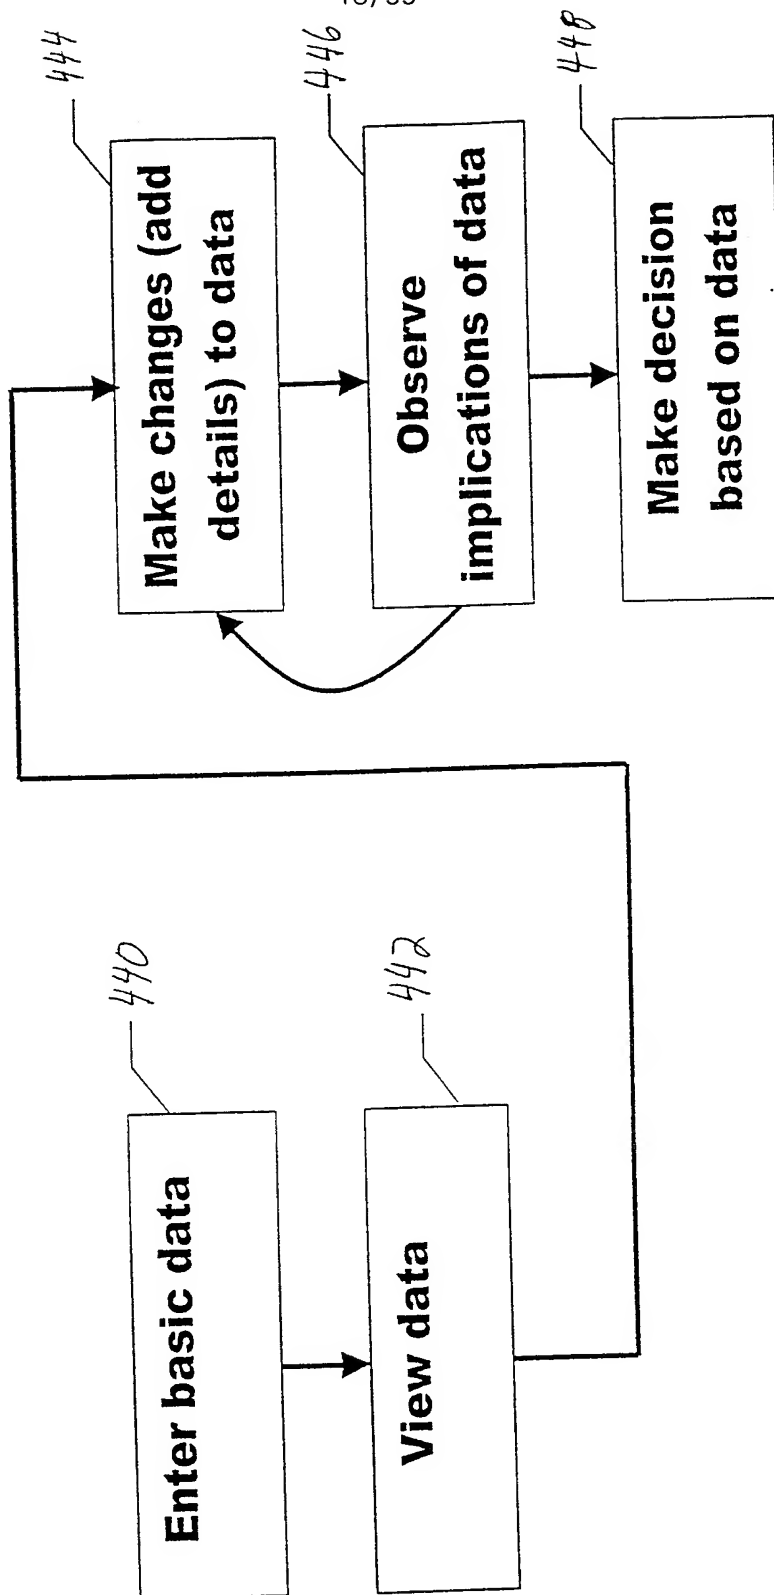 Enter basic data
440
View data
442
Make changes (add
details) to data
444
Observe
implications of data
446
Make decision
based on data
448